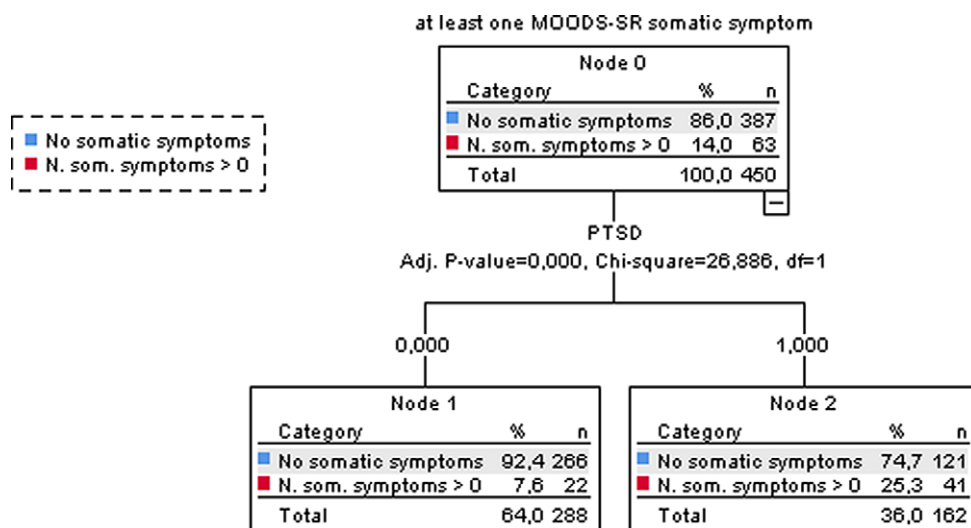 at least one MOODS-SR somatic symptom
Node 0
Category % n
No somatic symptoms 86,0 387
N. som. symptoms > 0 14,0 63
Total 100,0 450
No somatic symptoms
N. som. symptoms > 0
PTSD
Adj. P-value=0,000, Chi-square=26,886, df=1
0,000
1,000
Node 1
Category % n
No somatic symptoms 92,4 266
N. som. symptoms > 0 7,6 22
Total 64,0 288
Node 2
Category % n
No somatic symptoms 74,7 121
N. som. symptoms > 0 25,3 41
Total 36,0 162